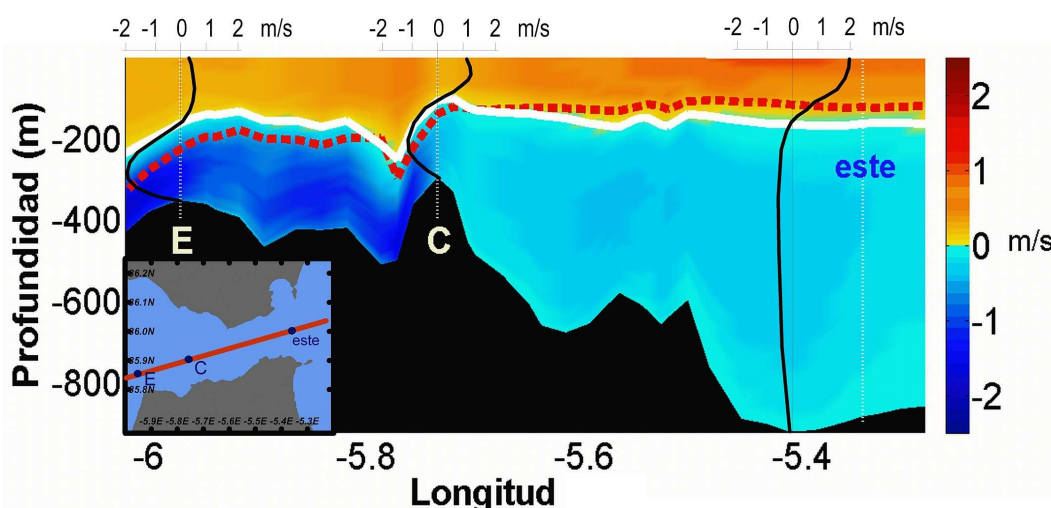 -2 -1 0 1 2 m/s
-2 -1 0 1 2 m/s
-2 -1 0 1 2 m/s
Profundidad (m)
-200
-400
-600
-800
E
C
este
2
1
0
-1
-2
m/s
36.2N
36.1N
36.0N
35.9N
35.8N
E
C
este
-5.9E -5.8E -5.7E -5.6E -5.5E -5.4E -5.3E
-6 -5.8 -5.6 -5.4
Longitud